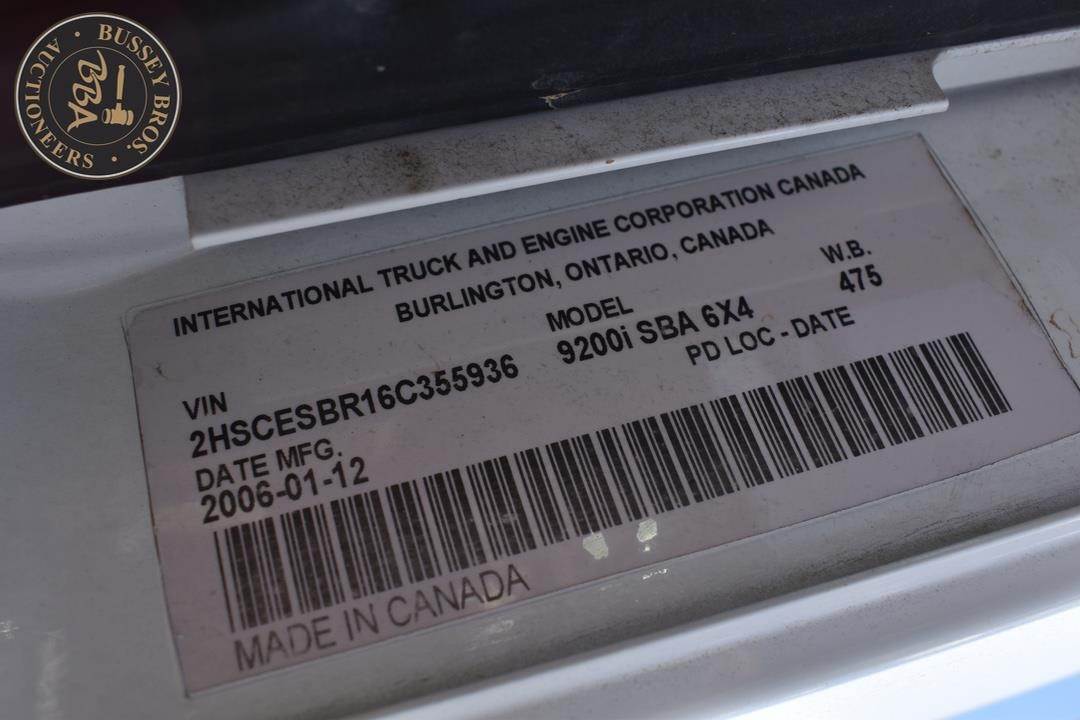 BUSSEY BROS.
AUCTIONEERS
BBA
INTERNATIONAL TRUCK AND ENGINE CORPORATION CANADA
BURLINGTON, ONTARIO, CANADA
VIN MODEL W.B.
2HSCESBR16C355936 9200i SBA 6X4 475
DATE MFG. PD LOC - DATE
2006-01-12
MADE IN CANADA